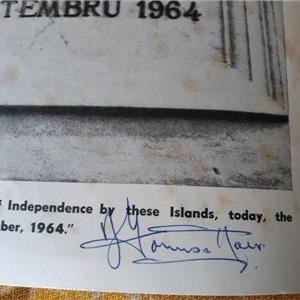 TEMBRU 1964
Independence by these Islands, today, the
ber, 1964."